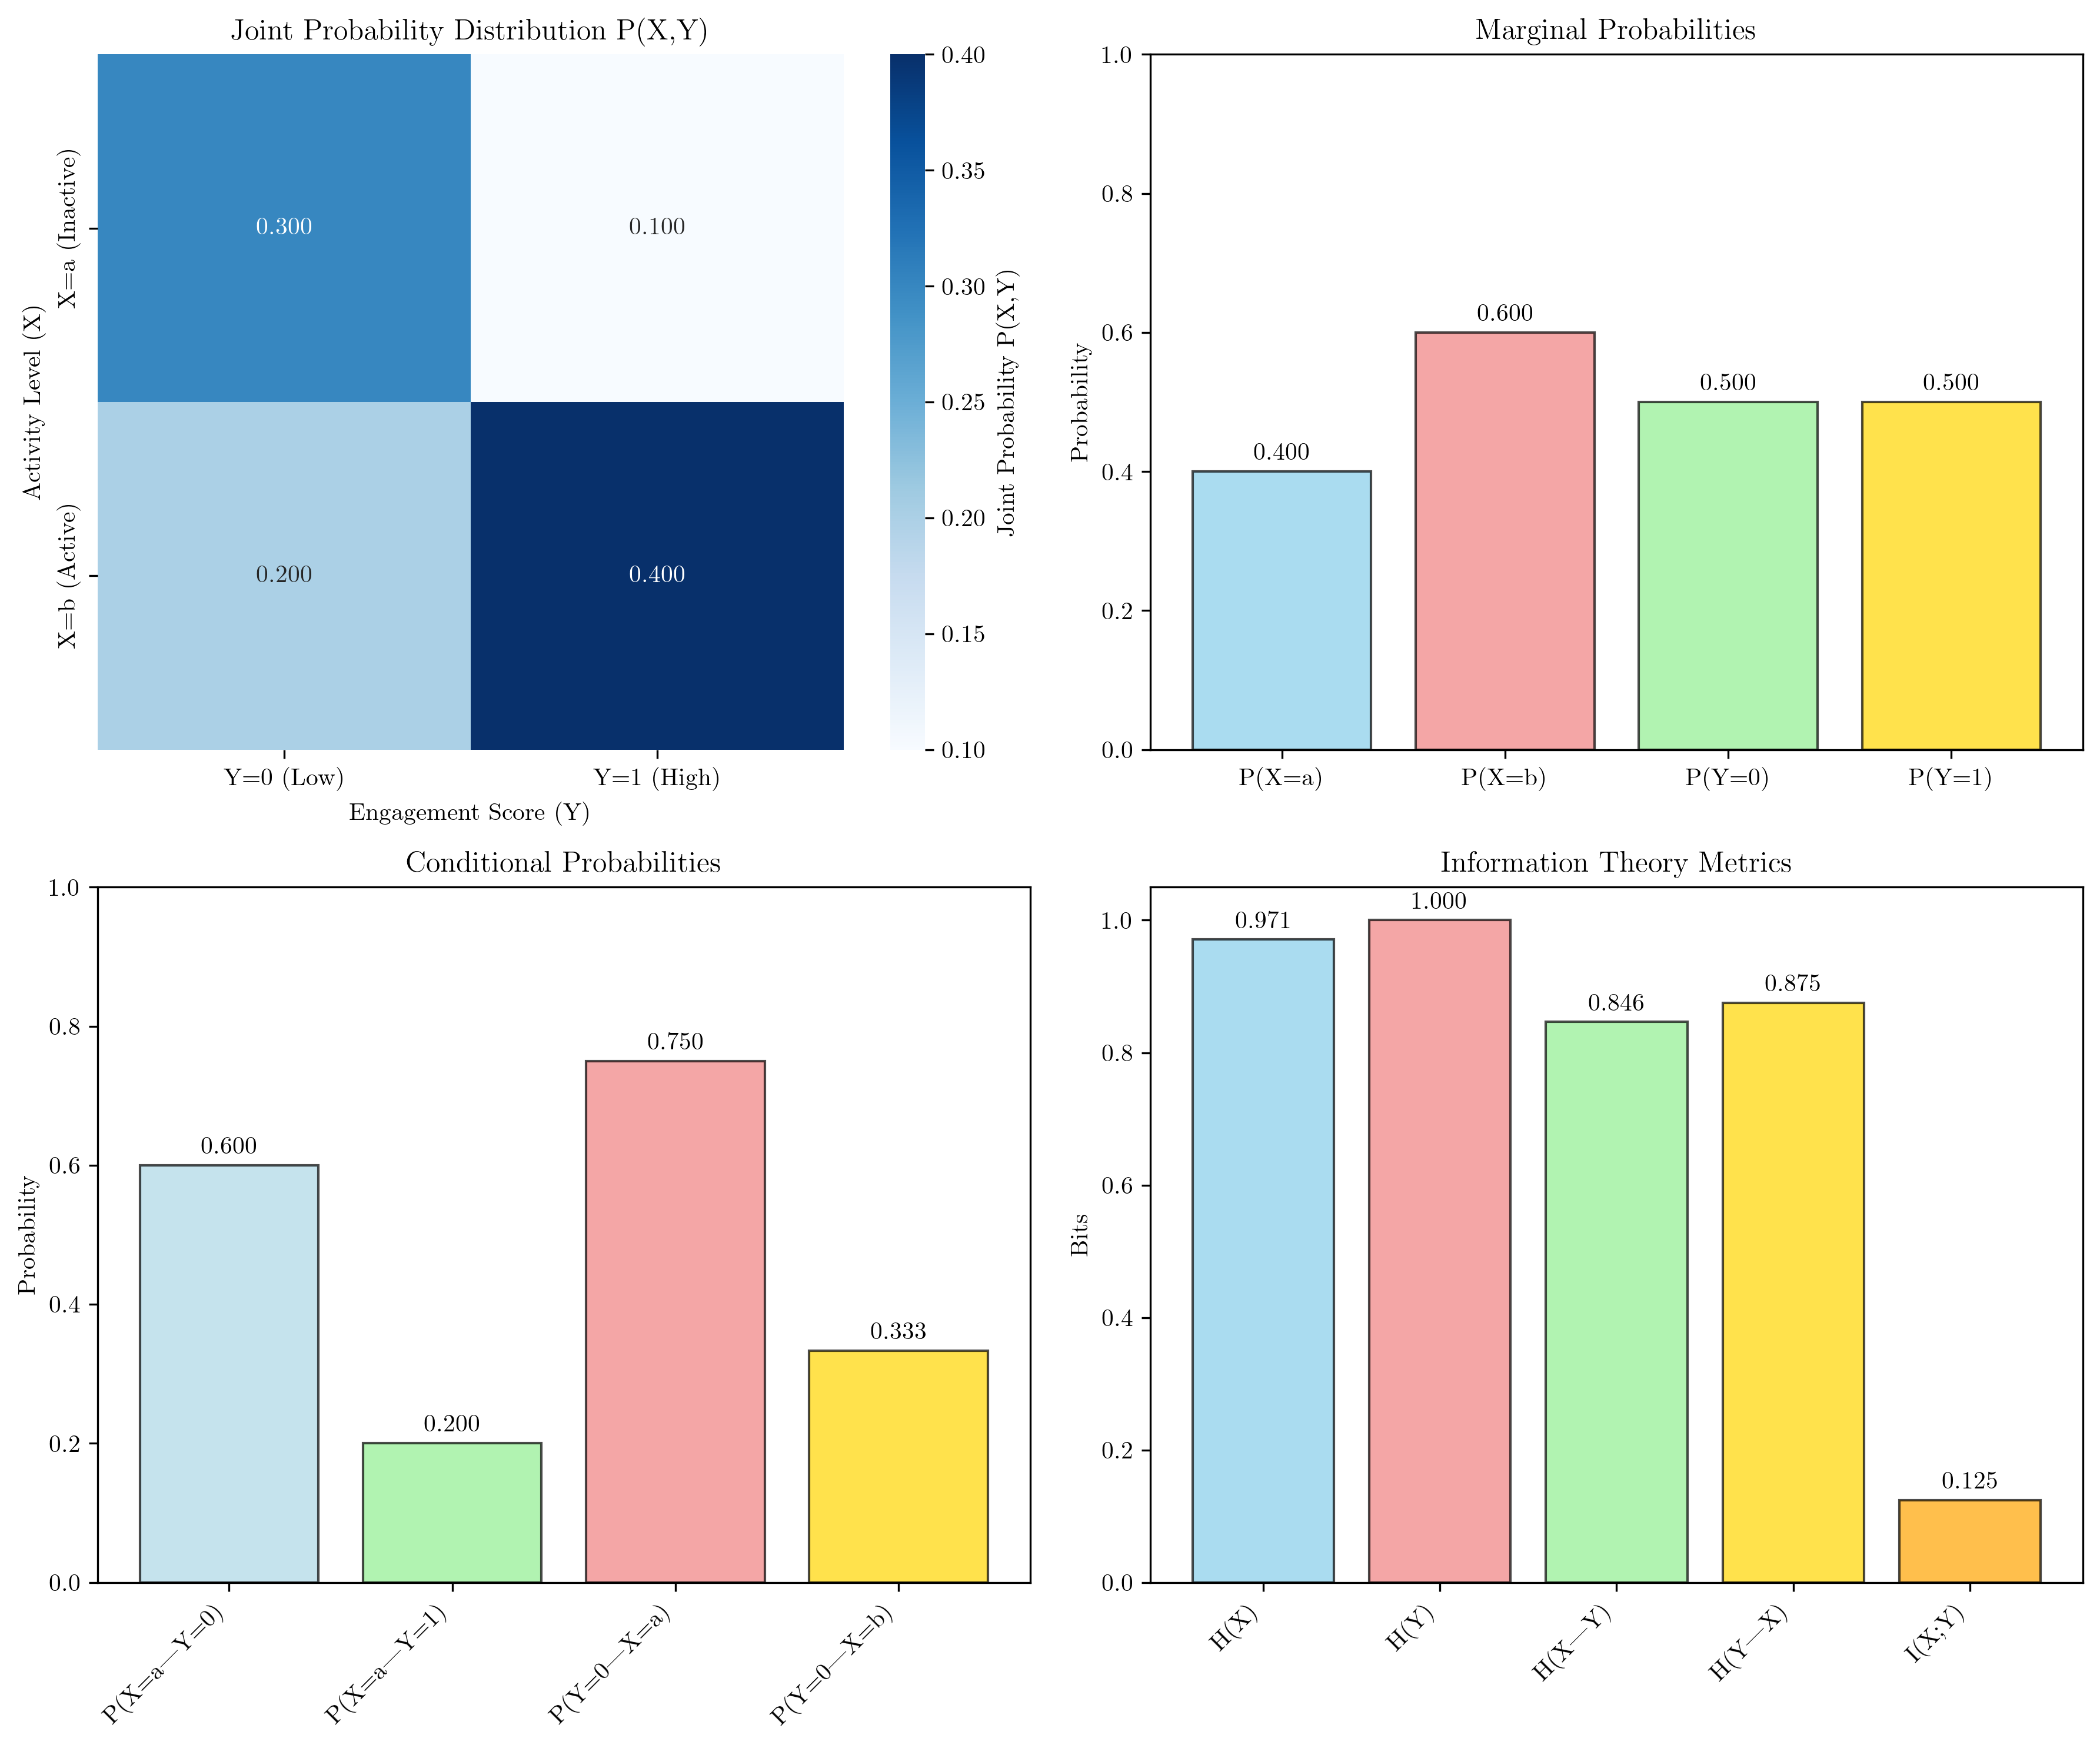 Joint Probability Distribution P(X,Y)
Activity Level (X)
X=a (Inactive)
X=b (Active)
0.300
0.100
0.200
0.400
Y=0 (Low)
Y=1 (High)
Engagement Score (Y)
0.40
0.35
0.30
0.25
0.20
0.15
0.10
Joint Probability P(X,Y)
Marginal Probabilities
Probability
1.0
0.8
0.6
0.4
0.2
0.0
0.400
0.600
0.500
0.500
P(X=a)
P(X=b)
P(Y=0)
P(Y=1)
Conditional Probabilities
Probability
1.0
0.8
0.6
0.4
0.2
0.0
0.600
0.200
0.750
0.333
P(X=a—Y=0)
P(X=a—Y=1)
P(Y=0—X=a)
P(Y=0—X=b)
Information Theory Metrics
Bits
1.0
0.8
0.6
0.4
0.2
0.0
0.971
1.000
0.846
0.875
0.125
H(X)
H(Y)
H(X—Y)
H(Y—X)
I(X;Y)